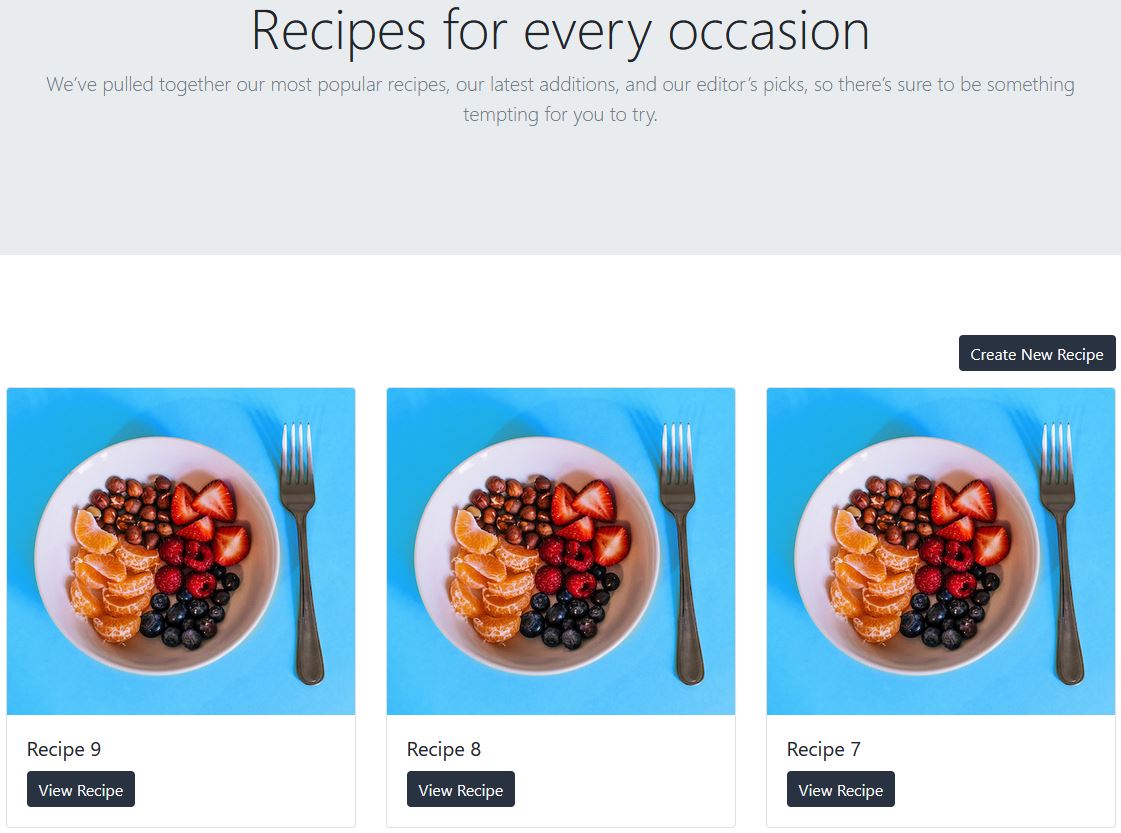 Recipes for every occasion
We’ve pulled together our most popular recipes, our latest additions, and our editor’s picks, so there’s sure to be something
tempting for you to try.
Create New Recipe
Recipe 9
Recipe 8
Recipe 7
View Recipe
View Recipe
View Recipe